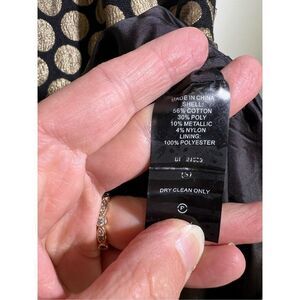 MADE IN CHINA
SHELL:
56% COTTON
30% POLY
10% METALLIC
4% NYLON
LINING:
100% POLYESTER
(S)
DRY CLEAN ONLY
P